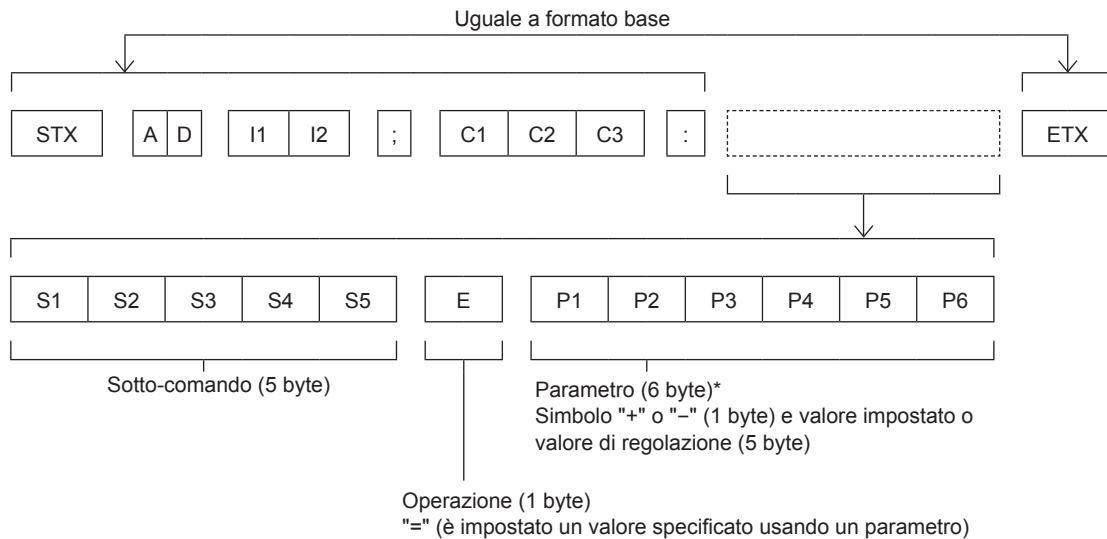 Uguale a formato base
STX A D I1 I2 ; C1 C2 C3 : ETX
S1 S2 S3 S4 S5 E P1 P2 P3 P4 P5 P6
Sotto-comando (5 byte)
Parametro (6 byte)*
Simbolo "+" o "−" (1 byte) e valore impostato o
valore di regolazione (5 byte)
Operazione (1 byte)
"=" (è impostato un valore specificato usando un parametro)